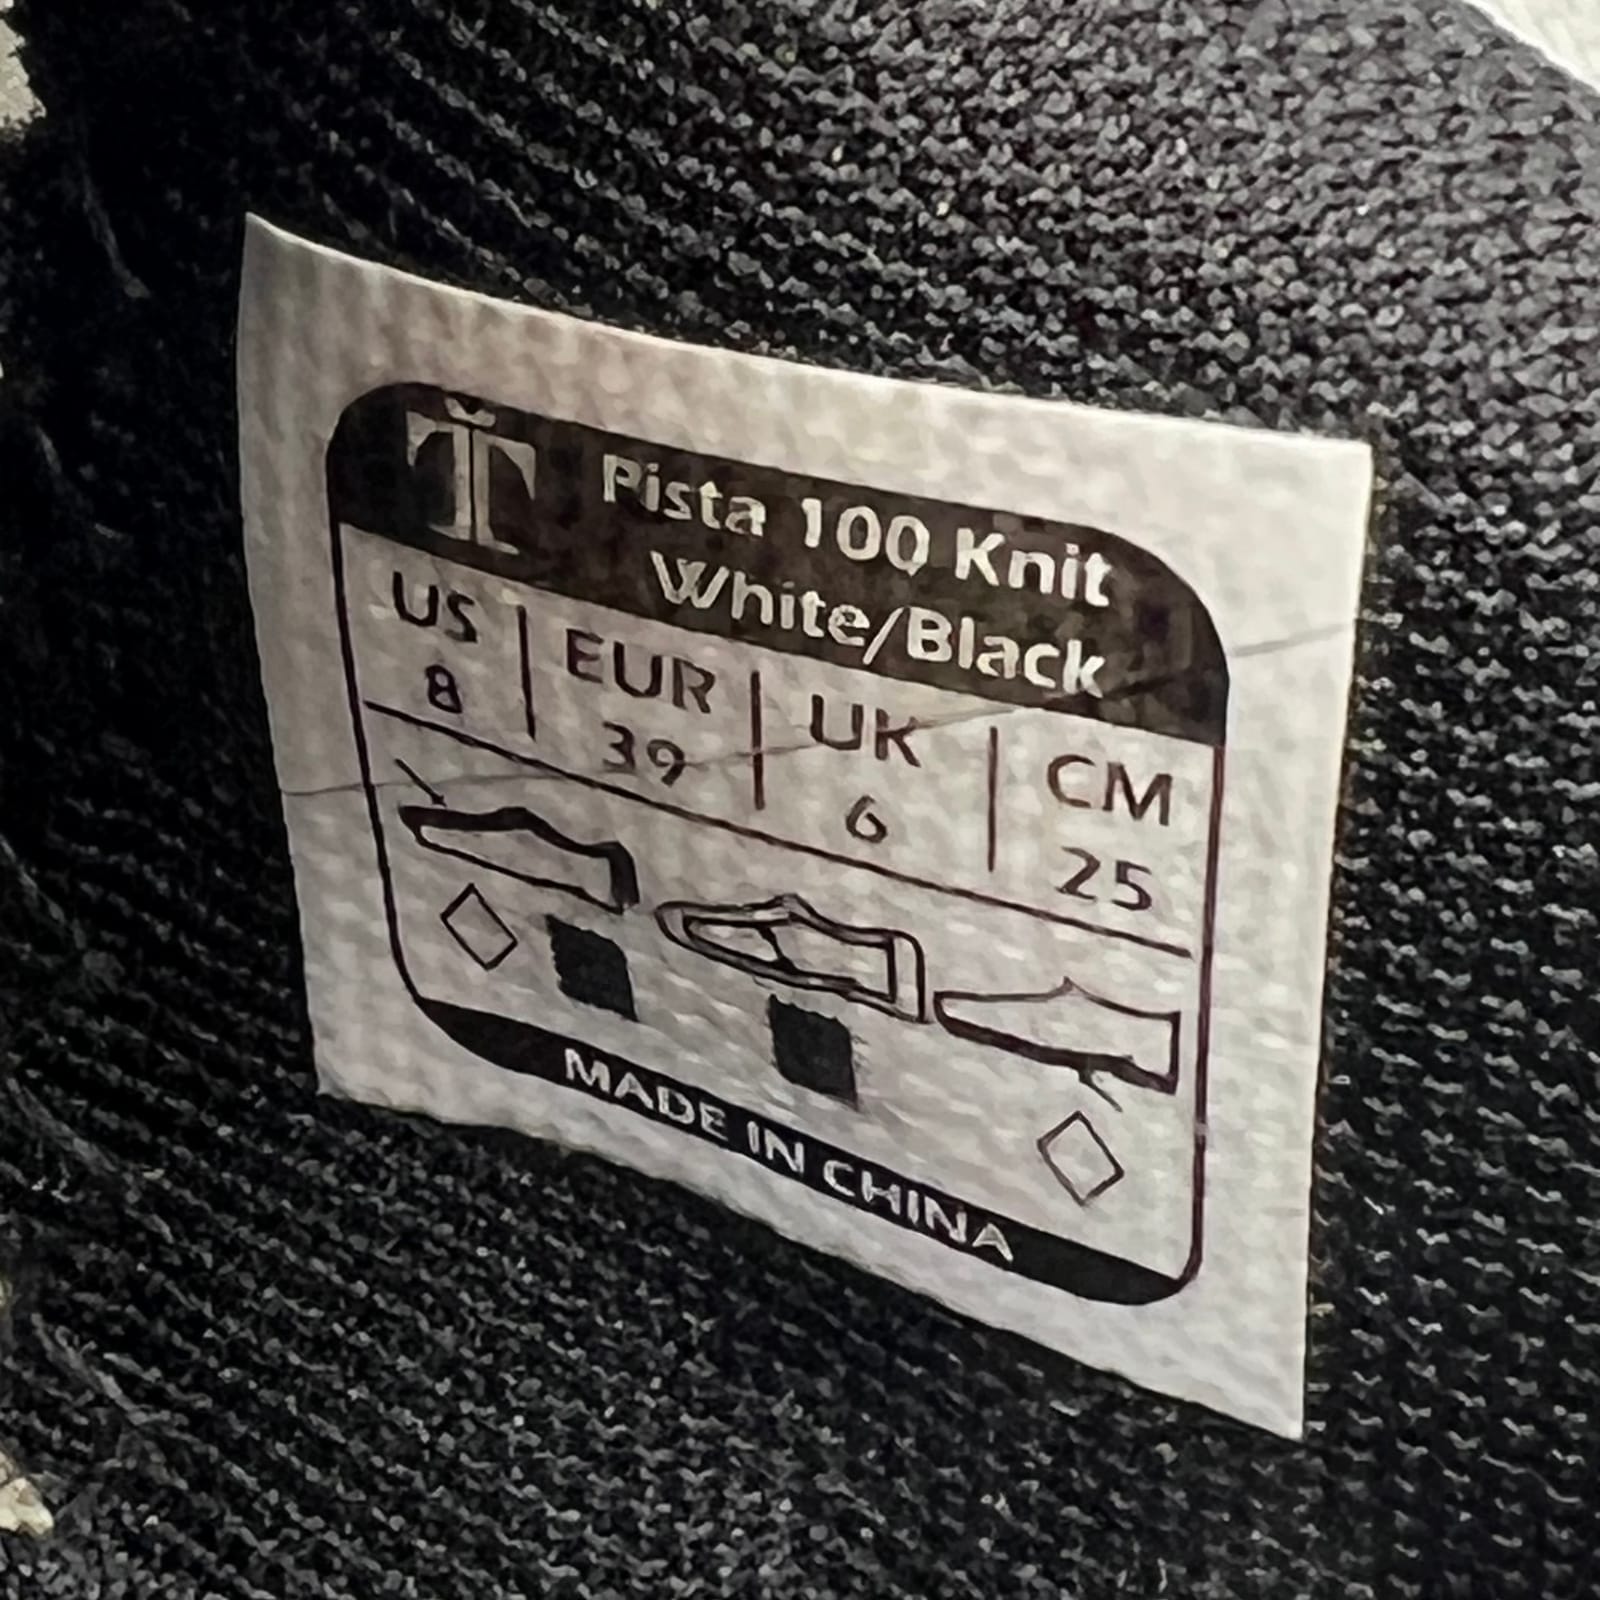 Ť
Pista 100 Knit
White/Black
US | EUR | UK | CM
8 | 39 | 6 | 25
MADE IN CHINA